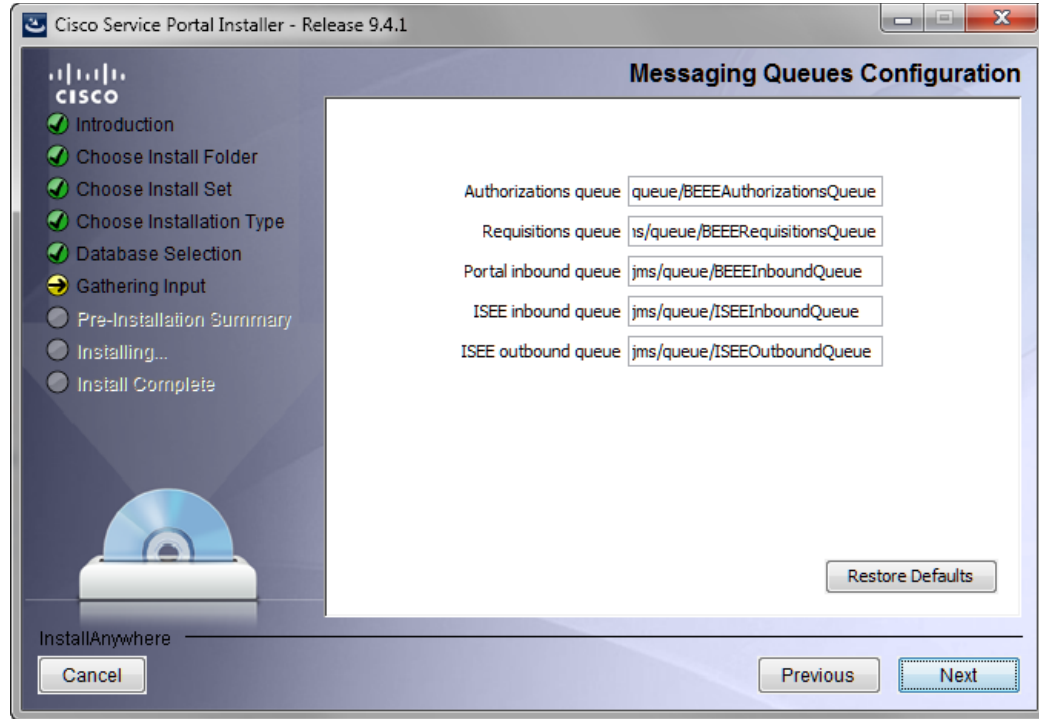 Cisco Service Portal Installer - Release 9.4.1
CISCO
Messaging Queues Configuration
Introduction
Choose Install Folder
Choose Install Set
Choose Installation Type
Database Selection
Gathering Input
Pre-Installation Summary
Installing...
Install Complete
Authorizations queue queue/BEEEAuthorizationsQueue
Requisitions queue s/queue/BEEERequisitionsQueue
Portal inbound queue jms/queue/BEEEInboundQueue
ISEE inbound queue jms/queue/ISEEInboundQueue
ISEE outbound queue jms/queue/ISEEOutboundQueue
Restore Defaults
InstallAnywhere
Cancel
Previous
Next